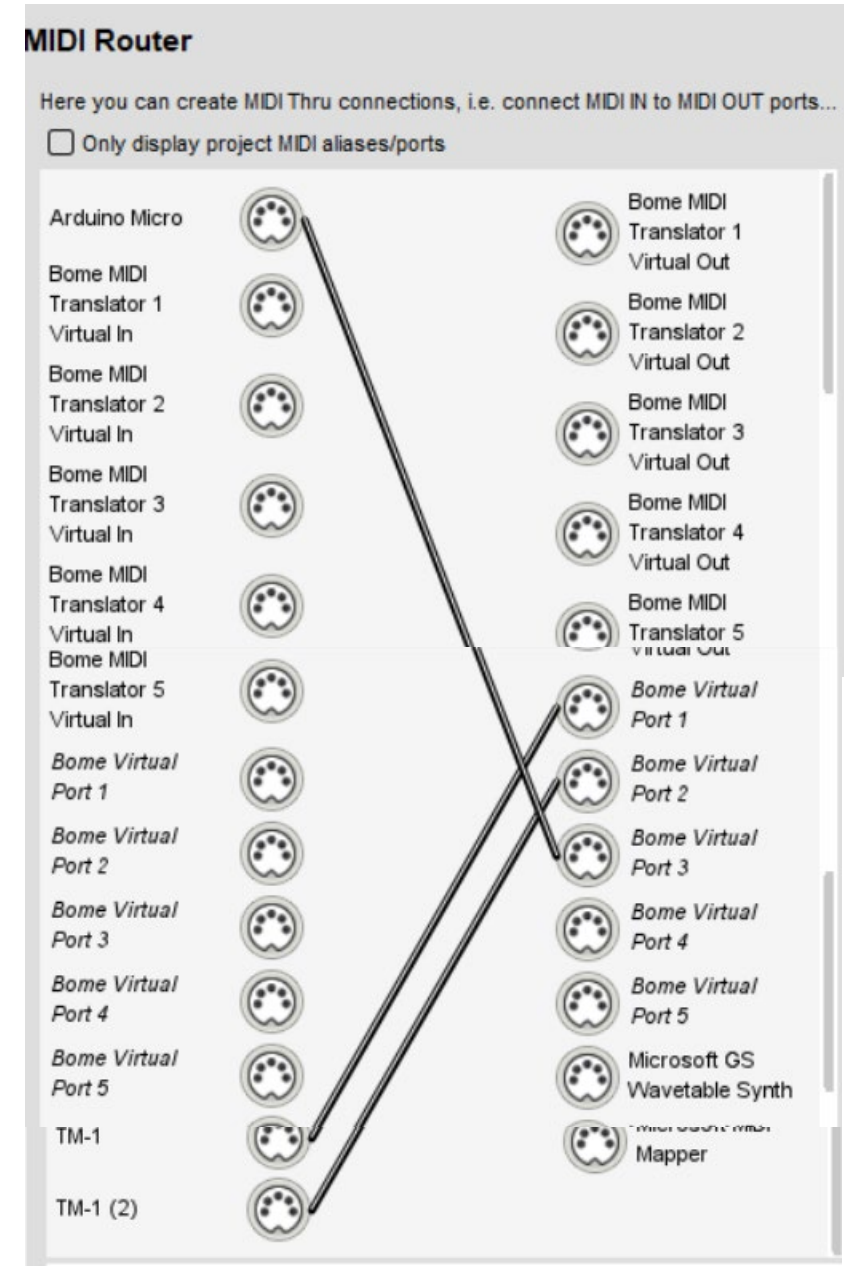 MIDI Router
Here you can create MIDI Thru connections, i.e. connect MIDI IN to MIDI OUT ports...
Only display project MIDI aliases/ports
Arduino Micro
Bome MIDI
Translator 1
Virtual In
Bome MIDI
Translator 2
Virtual In
Bome MIDI
Translator 3
Virtual In
Bome MIDI
Translator 4
Virtual In
Bome MIDI
Translator 5
Virtual In
Bome Virtual
Port 1
Bome Virtual
Port 2
Bome Virtual
Port 3
Bome Virtual
Port 4
Bome Virtual
Port 5
TM-1
TM-1 (2)
Bome MIDI
Translator 1
Virtual Out
Bome MIDI
Translator 2
Virtual Out
Bome MIDI
Translator 3
Virtual Out
Bome MIDI
Translator 4
Virtual Out
Bome MIDI
Translator 5
Virtual Out
Bome Virtual
Port 1
Bome Virtual
Port 2
Bome Virtual
Port 3
Bome Virtual
Port 4
Bome Virtual
Port 5
Microsoft GS
Wavetable Synth
Microsoft MIDI
Mapper